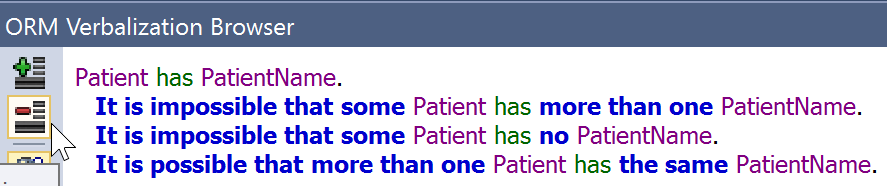 ORM Verbalization Browser
Patient has PatientName.
It is impossible that some Patient has more than one PatientName.
It is impossible that some Patient has no PatientName.
It is possible that more than one Patient has the same PatientName.